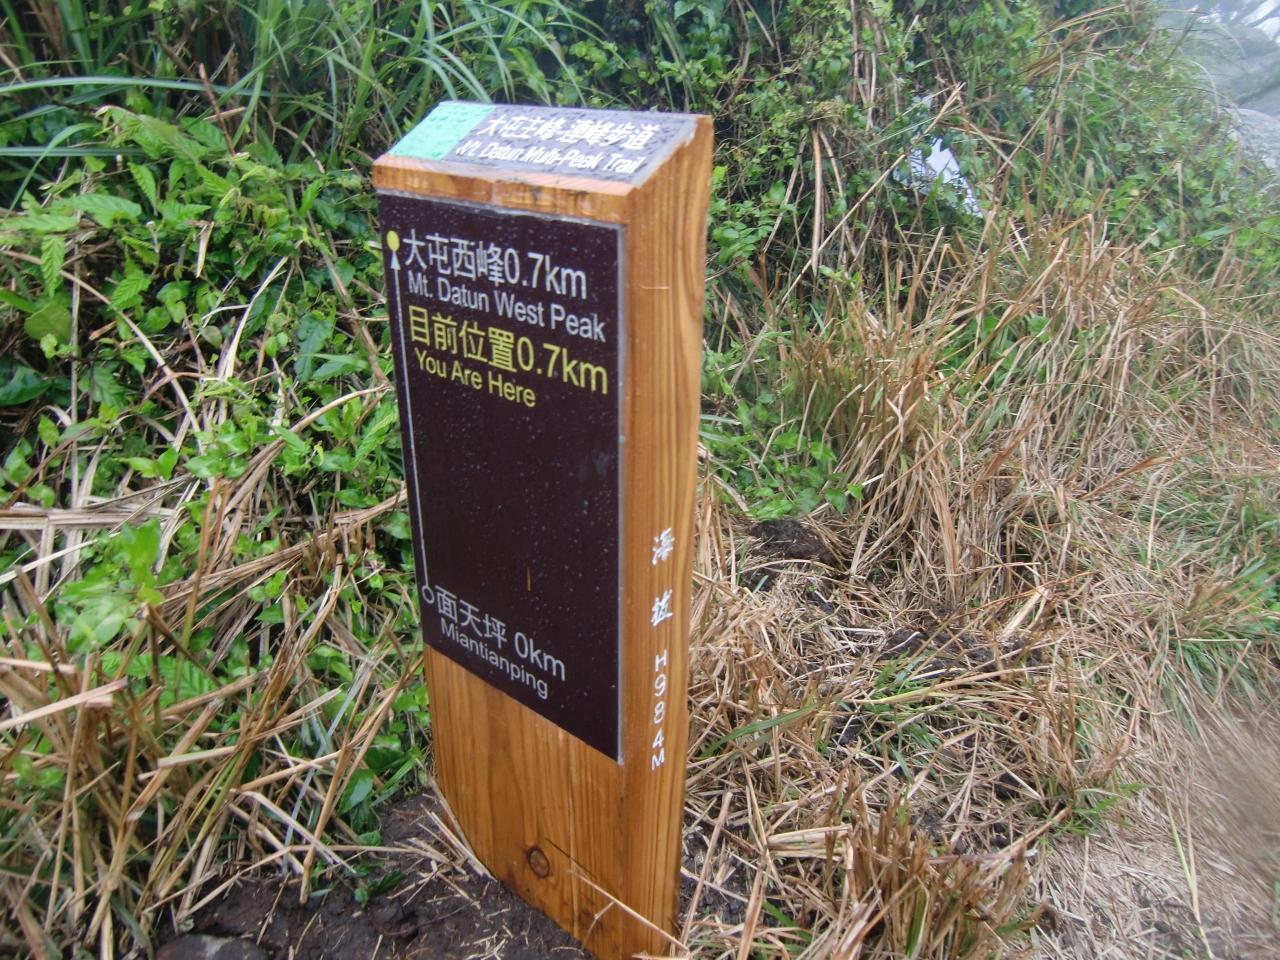 大屯主峰-連峰步道
Mt. Datun Multi-Peak Trail
大屯西峰0.7km
Mt. Datun West Peak
目前位置0.7km
You Are Here
面天坪 0km
Miantianping
海拔 H984M